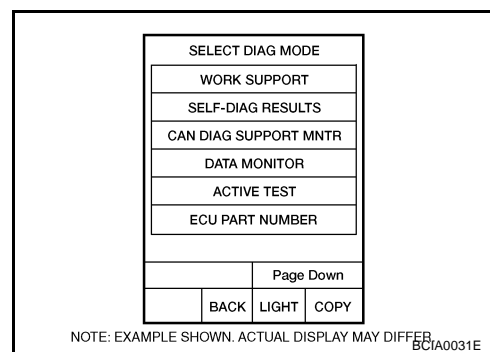 SELECT DIAG MODE
WORK SUPPORT
SELF-DIAG RESULTS
CAN DIAG SUPPORT MNTR
DATA MONITOR
ACTIVE TEST
ECU PART NUMBER
Page Down
BACK LIGHT COPY
NOTE: EXAMPLE SHOWN. ACTUAL DISPLAY MAY DIFFER.
BCIA0031E